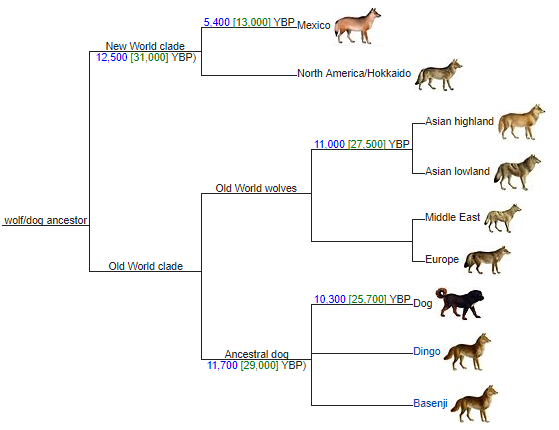 5,400 [13,000] YBP
Mexico
New World clade
12,500 [31,000] YBP)
North America/Hokkaido
Asian highland
11,000 [27,500] YBP
Asian lowland
Old World wolves
Middle East
wolf/dog ancestor
Europe
Old World clade
10,300 [25,700] YBP
Dog
Ancestral dog
11,700 [29,000] YBP)
Dingo
Basenji